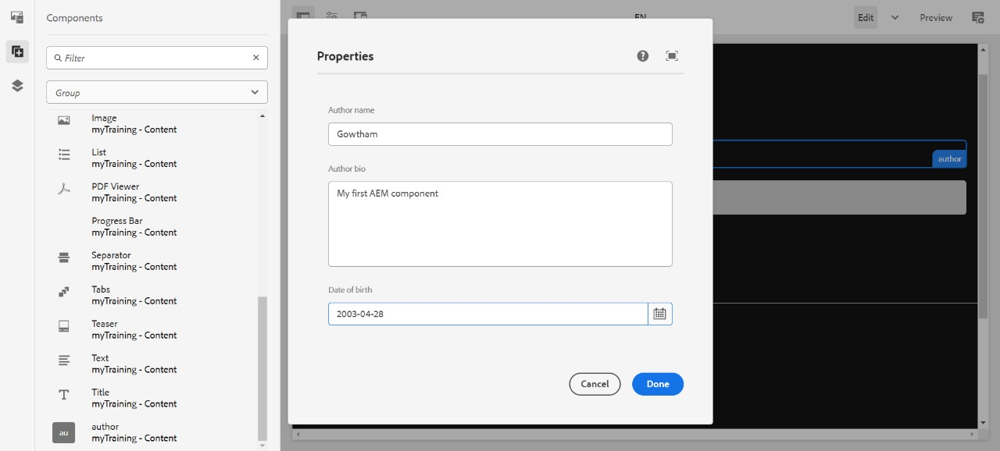 Components
Filter
Group
Image
myTraining - Content
List
myTraining - Content
PDF Viewer
myTraining - Content
Progress Bar
myTraining - Content
Separator
myTraining - Content
Tabs
myTraining - Content
Teaser
myTraining - Content
Text
myTraining - Content
Title
myTraining - Content
au
author
myTraining - Content
EN
Edit
Preview
Properties
Author name
Gowtham
Author bio
My first AEM component
Date of birth
2003-04-28
Cancel
Done
author